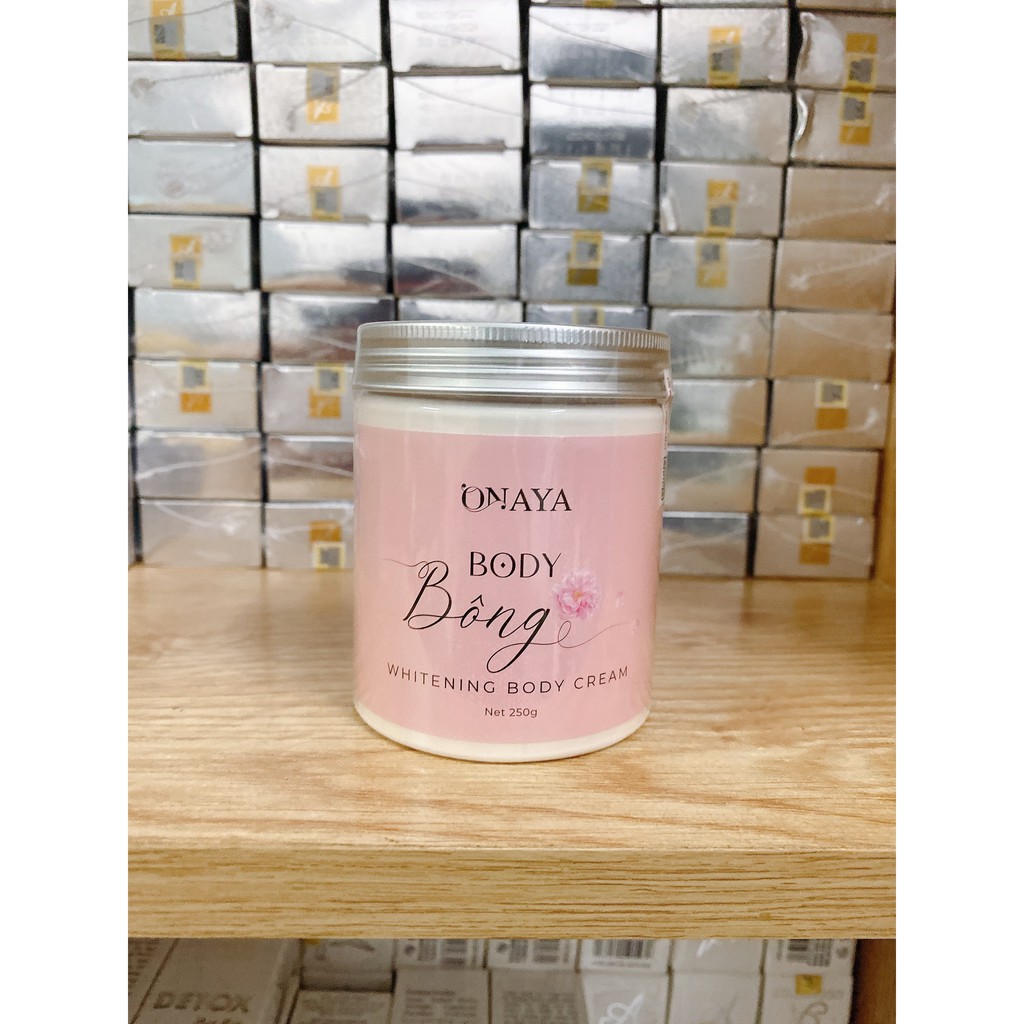 ONAYA
BODY
Bông
WHITENING BODY CREAM
Net 250g
DETOX